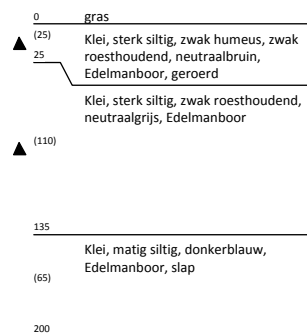 0 gras
(25) Klei, sterk siltig, zwak humeus, zwak
roesthoudend, neutraalbruin,
25 Edelmanboor, geroerd
Klei, sterk siltig, zwak roesthoudend,
neutraalgrijs, Edelmanboor
(110)
135
Klei, matig siltig, donkerblauw,
Edelmanboor, slap
(65)
200